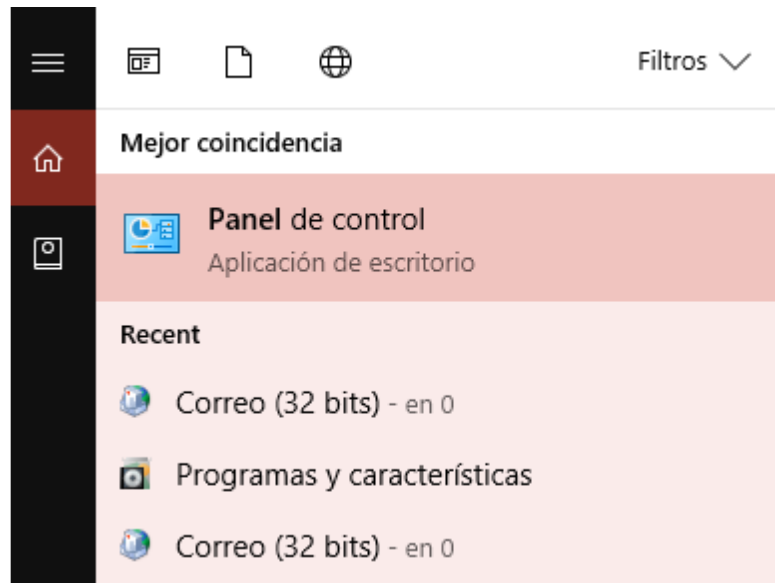 Filtros
Mejor coincidencia
Panel de control
Aplicación de escritorio
Recent
Correo (32 bits) - en 0
Programas y características
Correo (32 bits) - en 0